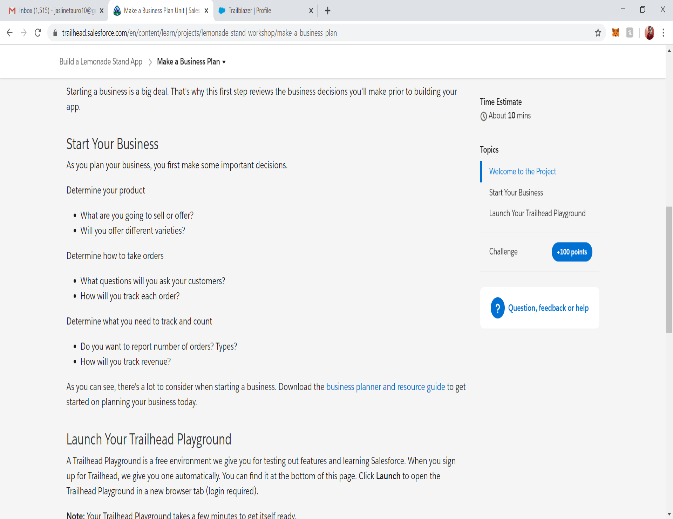 Inbox (1,515) - joilinetauro10@g
Make a Business Plan Unit | Sales
Trailblazer | Profile
trailhead.salesforce.com/en/content/learn/projects/lemonade-stand-workshop/make-a-business-plan
Build a Lemonade Stand App > Make a Business Plan
Starting a business is a big deal. That's why this first step reviews the business decisions you'll make prior to building your
app.
Start Your Business
As you plan your business, you first make some important decisions.
Determine your product
What are you going to sell or offer?
Will you offer different varieties?
Determine how to take orders
What questions will you ask your customers?
How will you track each order?
Determine what you need to track and count
Do you want to report number of orders? Types?
How will you track revenue?
As you can see, there's a lot to consider when starting a business. Download the business planner and resource guide to get
started on planning your business today.
Launch Your Trailhead Playground
A Trailhead Playground is a free environment we give you for testing out features and learning Salesforce. When you sign
up for Trailhead, we give you one automatically. You can find it at the bottom of this page. Click Launch to open the
Trailhead Playground in a new browser tab (login required).
Note: Your Trailhead Playground takes a few minutes to get itself ready.
Time Estimate
About 10 mins
Topics
Welcome to the Project
Start Your Business
Launch Your Trailhead Playground
Challenge
+100 points
? Question, feedback or help